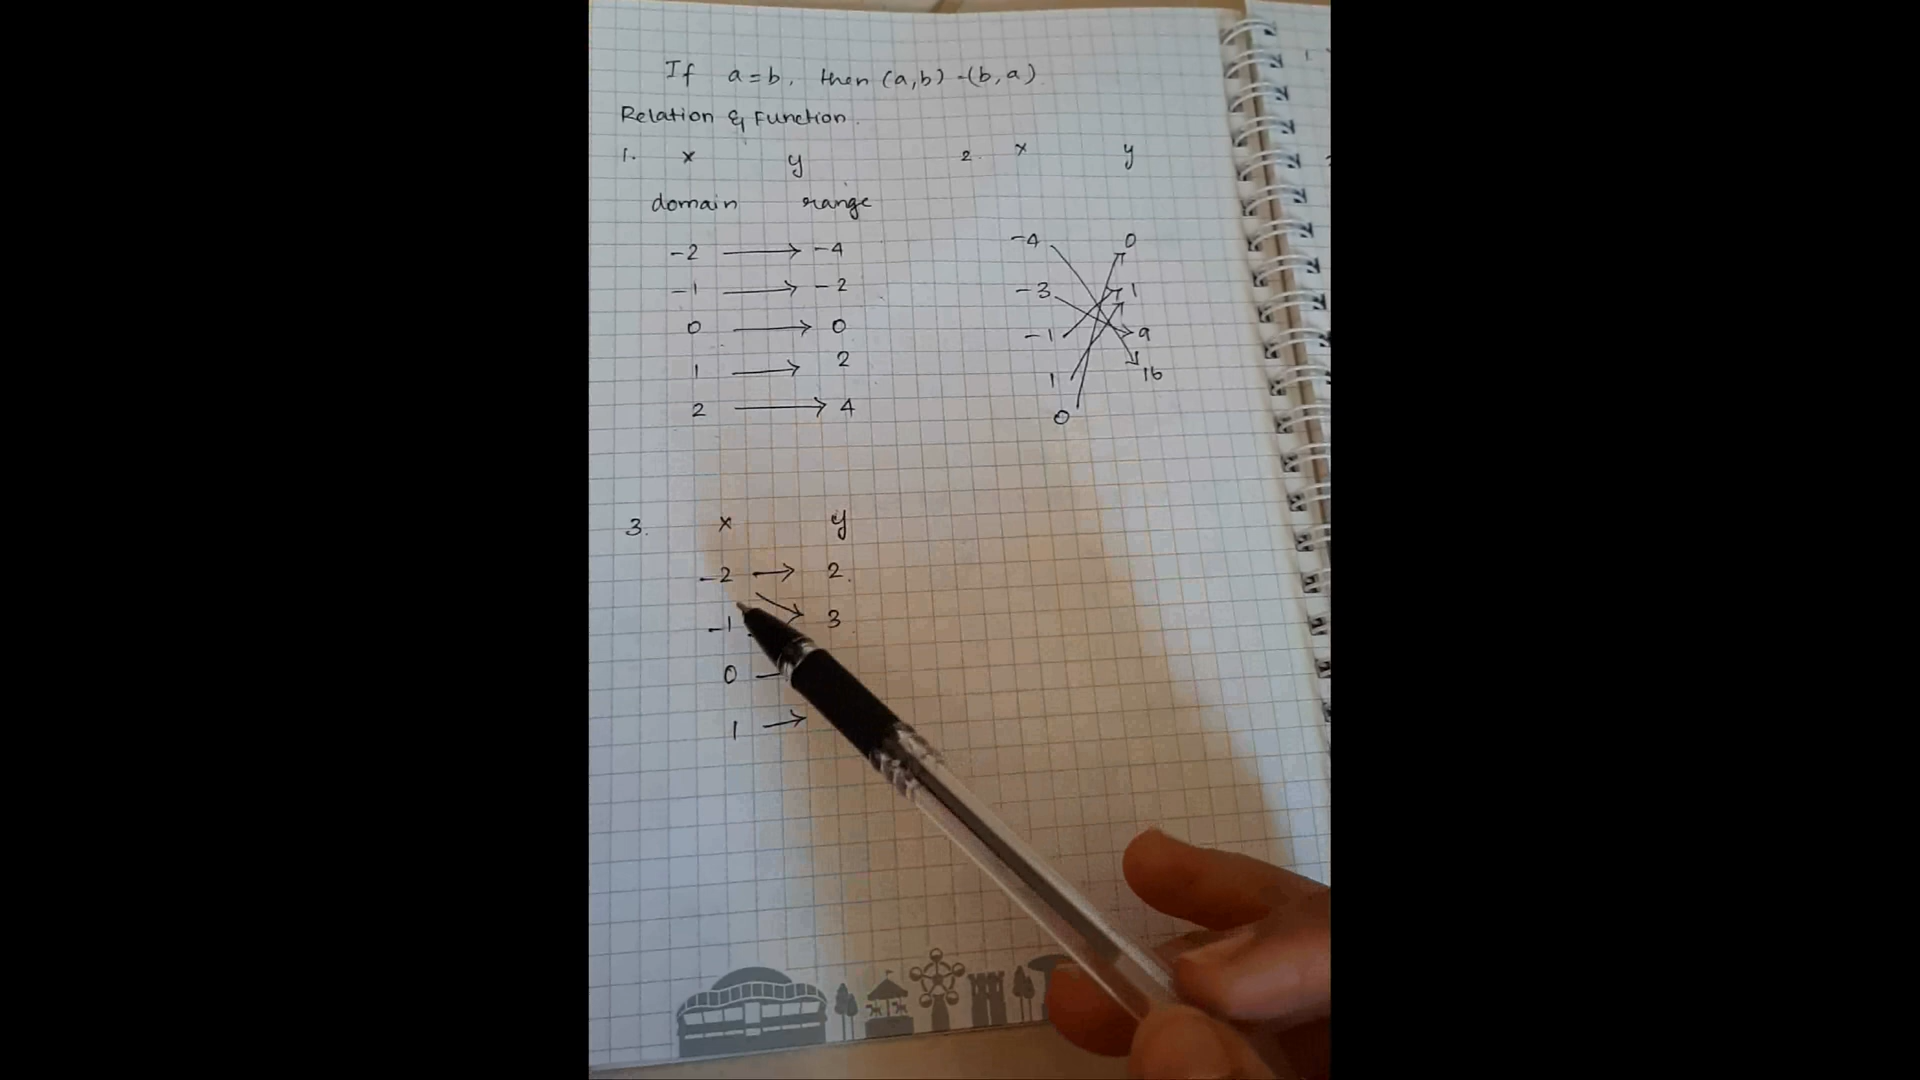 If a=b, then (a,b) -(b,a)
Relation & Function.
1. x y
domain range
-2 → -4
-1 → -2
0 → 0
1 → 2
2 → 4
2. x y
-4 0
-3 1
-1 9
1 16
0
3. x y
-2 → 2.
-1 → 3
0
1 →